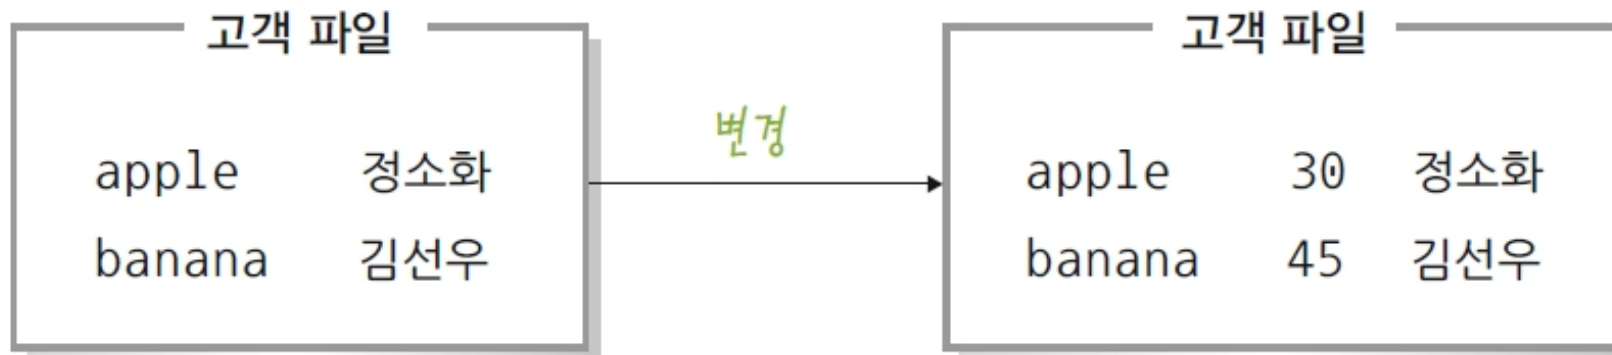 고객 파일
apple 정소화
banana 김선우
변경
고객 파일
apple 30 정소화
banana 45 김선우